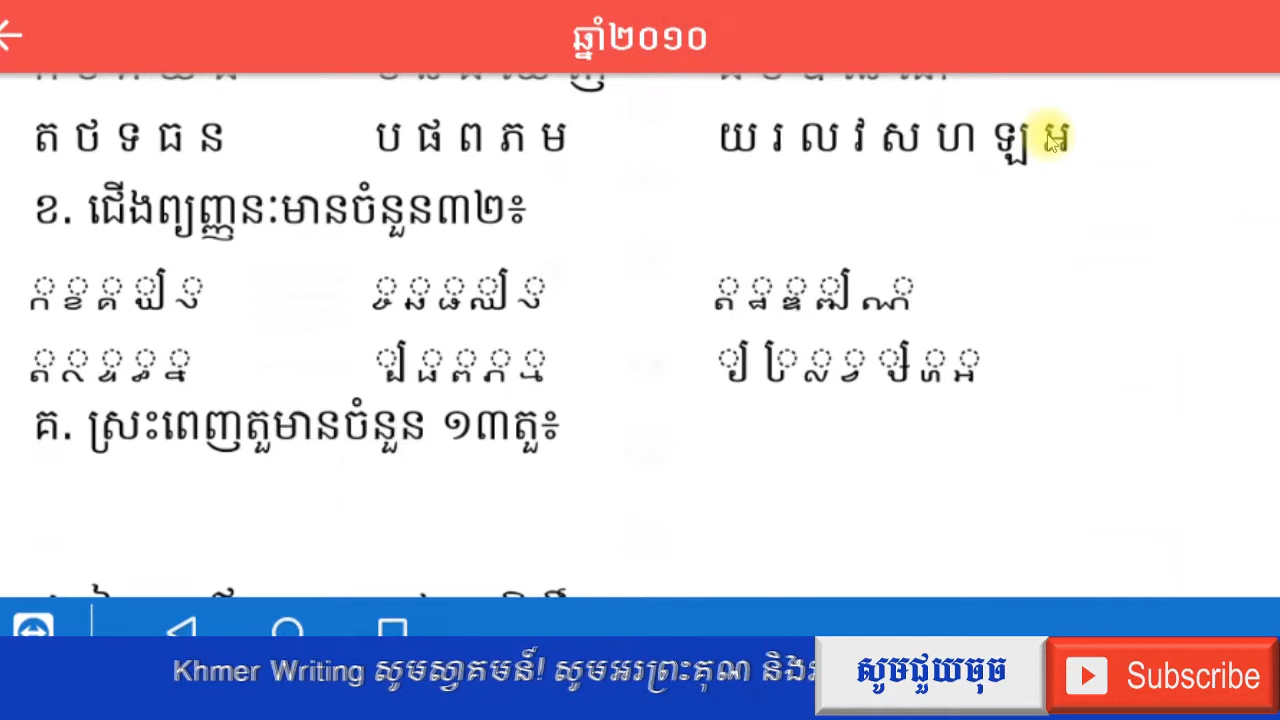 ឆ្នាំ២០១០
ត ថ ទ ធ ន ប ផ ព ភ ម យ រ ល វ ស ហ ឡ អ
ខ. ជើងព្យញ្ជនៈមានចំនួន៣២៖
្ក ្ខ ្គ ្ឃ ្ង ្ច ្ឆ ្ជ ្ឈ ្ង ្ត ្ឋ ្ឌ ្ឍ ្ណ
្ត ្ថ ្ទ ្ធ ្ន ្ប ្ផ ្ព ្ភ ្ម ្យ ្រ ្ល ្វ ្ស ្ហ ្អ
គ. ស្រះពេញតួមានចំនួន ១៣តួ៖
Khmer Writing សូមស្វាគមន៍! សូមអរព្រះគុណ និង
សូមជួយចុច
Subscribe